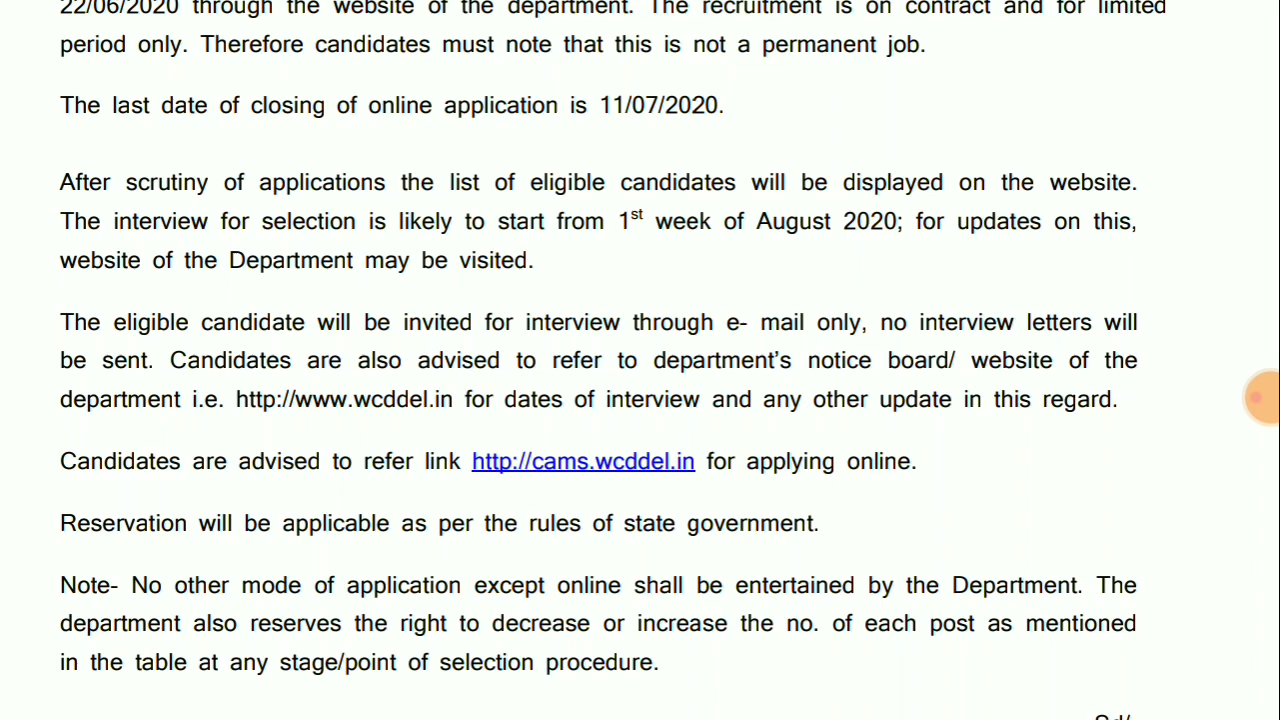 22/06/2020 through the website of the department. The recruitment is on contract and for limited
period only. Therefore candidates must note that this is not a permanent job.
The last date of closing of online application is 11/07/2020.
After scrutiny of applications the list of eligible candidates will be displayed on the website.
The interview for selection is likely to start from 1st week of August 2020; for updates on this,
website of the Department may be visited.
The eligible candidate will be invited for interview through e- mail only, no interview letters will
be sent. Candidates are also advised to refer to department's notice board/ website of the
department i.e. http://www.wcddel.in for dates of interview and any other update in this regard.
Candidates are advised to refer link http://cams.wcddel.in for applying online.
Reservation will be applicable as per the rules of state government.
Note- No other mode of application except online shall be entertained by the Department. The
department also reserves the right to decrease or increase the no. of each post as mentioned
in the table at any stage/point of selection procedure.